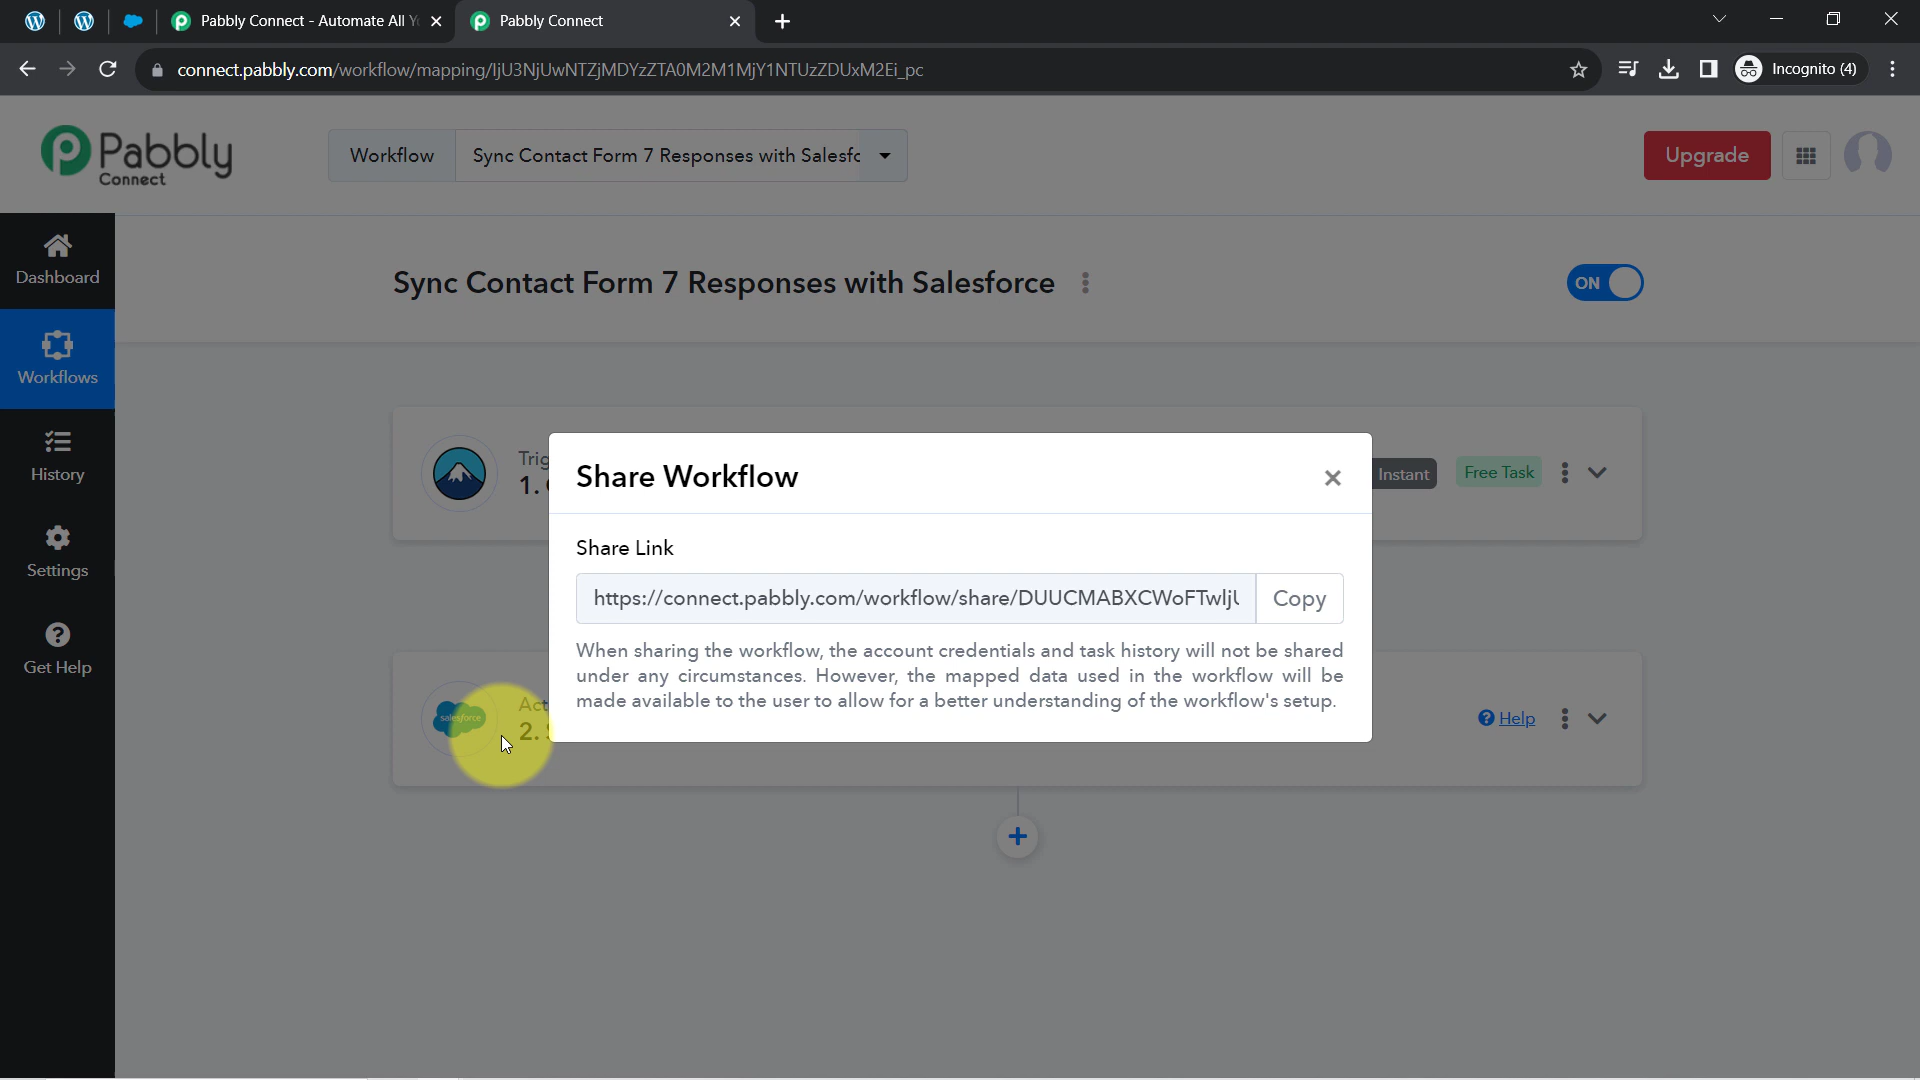 Pabbly Connect - Automate All
Pabbly Connect
connect.pabbly.com/workflow/mapping/IjU3NjUwNTZjMDYzZTA0M2M1MjY1NTUzZDUxM2Ei_pc
Incognito (4)
Pabbly
Connect
Workflow
Sync Contact Form 7 Responses with Salesfo
Upgrade
Dashboard
Workflows
History
Settings
Get Help
Sync Contact Form 7 Responses with Salesforce
ON
Trig
1.
Instant
Free Task
Share Workflow
Share Link
https://connect.pabbly.com/workflow/share/DUUCMABXCWoFTwljU
Copy
When sharing the workflow, the account credentials and task history will not be shared
under any circumstances. However, the mapped data used in the workflow will be
made available to the user to allow for a better understanding of the workflow's setup.
salesforce
Act
2.
Help